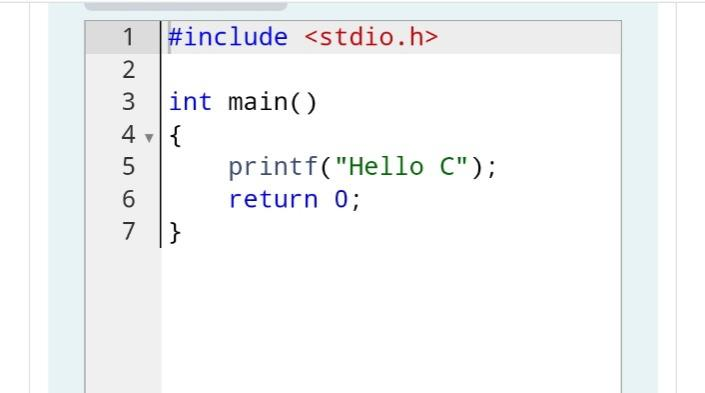 1 #include <stdio.h>
2
3 int main()
4 {
5     printf("Hello C");
6     return 0;
7 }